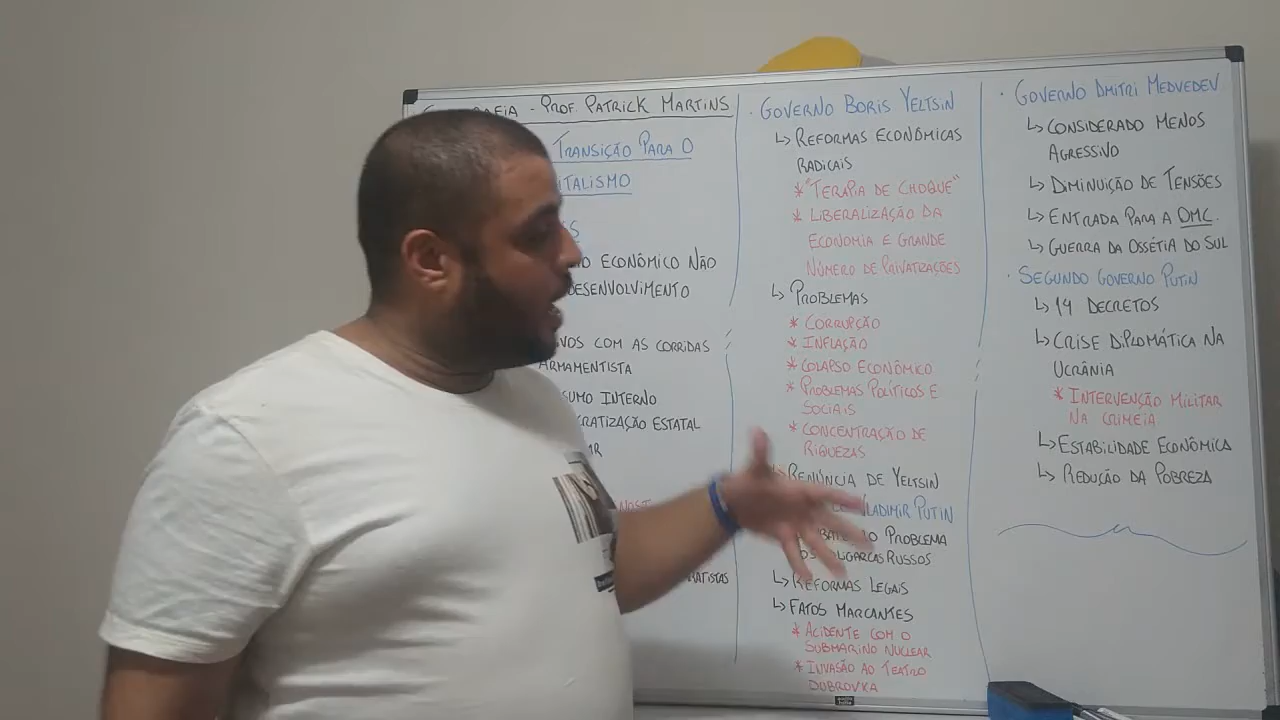 - PROF. PATRICK MARTINS
TRANSIÇÃO PARA O
ECONÔMICO NÃO
DESENVOLVIMENTO
COM AS CORRIDAS
ARMAMENTISTA
INTERNO
ESTATAL
· GOVERNO BORIS YELTSIN
↳ REFORMAS ECONÔMICAS
RADICAIS
* "TERAPIA DE CHOQUE"
* LIBERALIZAÇÃO DA
ECONOMIA E GRANDE
NÚMERO DE PRIVATIZAÇÕES
↳ PROBLEMAS
* CORRUPÇÃO
* INFLAÇÃO
* COLAPSO ECONÔMICO
* PROBLEMAS POLÍTICOS E
SOCIAIS
* CONCENTRAÇÃO DE
RIQUEZAS
↳ RENÚNCIA DE YELTSIN
VLADIMIR PUTIN
PROBLEMA
RUSSOS
↳ REFORMAS LEGAIS
↳ FATOS MARCANTES
* ACIDENTE COM O
SUBMARINO NUCLEAR
* INVASÃO AO TEATRO
DUBROVKA
· GOVERNO DMITRI MEDVEDEV
↳ CONSIDERADO MENOS
AGRESSIVO
↳ DIMINUIÇÃO DE TENSÕES
↳ ENTRADA PARA A OMC.
↳ GUERRA DA OSSÉTIA DO SUL
· SEGUNDO GOVERNO PUTIN
↳ 14 DECRETOS
↳ CRISE DIPLOMÁTICA NA
UCRÂNIA
* INTERVENÇÃO MILITAR
NA CRIMEIA
↳ ESTABILIDADE ECONÔMICA
↳ REDUÇÃO DA POBREZA